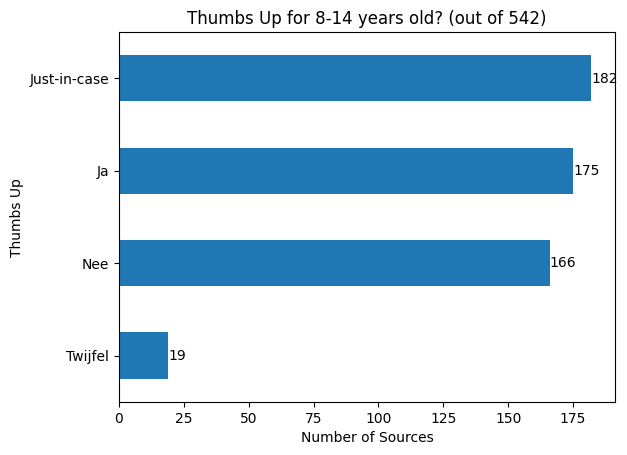 Thumbs Up for 8-14 years old? (out of 542)
Just-in-case
182
Ja
175
Nee
166
Twijfel
19
Thumbs Up
0 25 50 75 100 125 150 175
Number of Sources